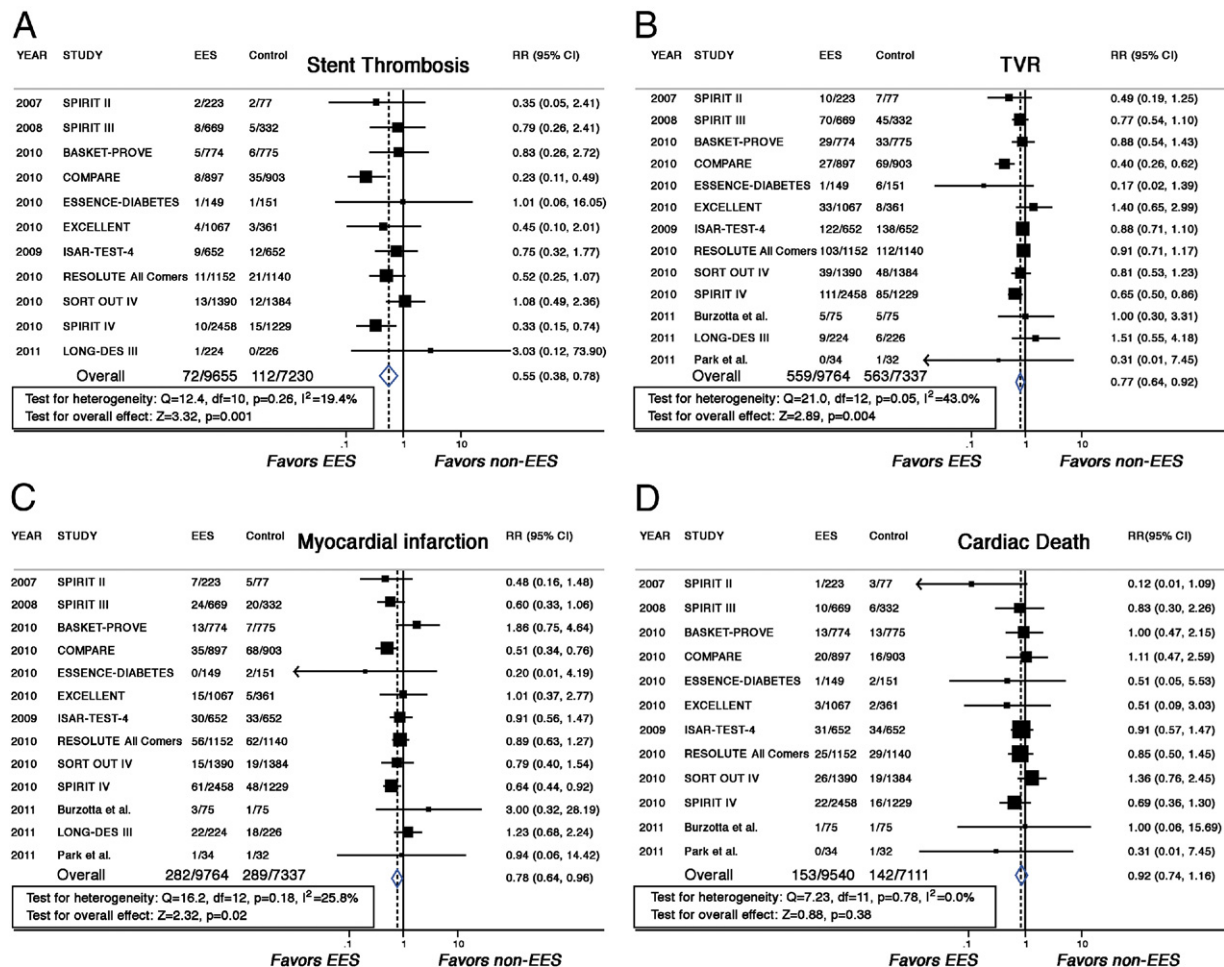 A
YEAR STUDY EES Control Stent Thrombosis RR (95% CI)
2007 SPIRIT II 2/223 2/77 0.35 (0.05, 2.41)
2008 SPIRIT III 8/669 5/332 0.79 (0.26, 2.41)
2010 BASKET-PROVE 5/774 6/775 0.83 (0.26, 2.72)
2010 COMPARE 8/897 35/903 0.23 (0.11, 0.49)
2010 ESSENCE-DIABETES 1/149 1/151 1.01 (0.06, 16.05)
2010 EXCELLENT 4/1067 3/361 0.45 (0.10, 2.01)
2009 ISAR-TEST-4 9/652 12/652 0.75 (0.32, 1.77)
2010 RESOLUTE All Comers 11/1152 21/1140 0.52 (0.25, 1.07)
2010 SORT OUT IV 13/1390 12/1384 1.08 (0.49, 2.36)
2010 SPIRIT IV 10/2458 15/1229 0.33 (0.15, 0.74)
2011 LONG-DES III 1/224 0/226 3.03 (0.12, 73.90)
Overall 72/9655 112/7230 0.55 (0.38, 0.78)
Test for heterogeneity: Q=12.4, df=10, p=0.26, I²=19.4%
Test for overall effect: Z=3.32, p=0.001
.1 1 10
Favors EES Favors non-EES
B
YEAR STUDY EES Control TVR RR (95% CI)
2007 SPIRIT II 10/223 7/77 0.49 (0.19, 1.25)
2008 SPIRIT III 70/669 45/332 0.77 (0.54, 1.10)
2010 BASKET-PROVE 29/774 33/775 0.88 (0.54, 1.43)
2010 COMPARE 27/897 69/903 0.40 (0.26, 0.62)
2010 ESSENCE-DIABETES 1/149 6/151 0.17 (0.02, 1.39)
2010 EXCELLENT 33/1067 8/361 1.40 (0.65, 2.99)
2009 ISAR-TEST-4 122/652 138/652 0.88 (0.71, 1.10)
2010 RESOLUTE All Comers 103/1152 112/1140 0.91 (0.71, 1.17)
2010 SORT OUT IV 39/1390 48/1384 0.81 (0.53, 1.23)
2010 SPIRIT IV 111/2458 85/1229 0.65 (0.50, 0.86)
2011 Burzotta et al. 5/75 5/75 1.00 (0.30, 3.31)
2011 LONG-DES III 9/224 6/226 1.51 (0.55, 4.18)
2011 Park et al. 0/34 1/32 0.31 (0.01, 7.45)
Overall 559/9764 563/7337 0.77 (0.64, 0.92)
Test for heterogeneity: Q=21.0, df=12, p=0.05, I²=43.0%
Test for overall effect: Z=2.89, p=0.004
.1 1 10
Favors EES Favors non-EES
C
YEAR STUDY EES Control Myocardial infarction RR (95% CI)
2007 SPIRIT II 7/223 5/77 0.48 (0.16, 1.48)
2008 SPIRIT III 24/669 20/332 0.60 (0.33, 1.06)
2010 BASKET-PROVE 13/774 7/775 1.86 (0.75, 4.64)
2010 COMPARE 35/897 68/903 0.51 (0.34, 0.76)
2010 ESSENCE-DIABETES 0/149 2/151 0.20 (0.01, 4.19)
2010 EXCELLENT 15/1067 5/361 1.01 (0.37, 2.77)
2009 ISAR-TEST-4 30/652 33/652 0.91 (0.56, 1.47)
2010 RESOLUTE All Comers 56/1152 62/1140 0.89 (0.63, 1.27)
2010 SORT OUT IV 15/1390 19/1384 0.79 (0.40, 1.54)
2010 SPIRIT IV 61/2458 48/1229 0.64 (0.44, 0.92)
2011 Burzotta et al. 3/75 1/75 3.00 (0.32, 28.19)
2011 LONG-DES III 22/224 18/226 1.23 (0.68, 2.24)
2011 Park et al. 1/34 1/32 0.94 (0.06, 14.42)
Overall 282/9764 289/7337 0.78 (0.64, 0.96)
Test for heterogeneity: Q=16.2, df=12, p=0.18, I²=25.8%
Test for overall effect: Z=2.32, p=0.02
.1 1 10
Favors EES Favors non-EES
D
YEAR STUDY EES Control Cardiac Death RR(95% CI)
2007 SPIRIT II 1/223 3/77 0.12 (0.01, 1.09)
2008 SPIRIT III 10/669 6/332 0.83 (0.30, 2.26)
2010 BASKET-PROVE 13/774 13/775 1.00 (0.47, 2.15)
2010 COMPARE 20/897 16/903 1.11 (0.47, 2.59)
2010 ESSENCE-DIABETES 1/149 2/151 0.51 (0.05, 5.53)
2010 EXCELLENT 3/1067 2/361 0.51 (0.09, 3.03)
2009 ISAR-TEST-4 31/652 34/652 0.91 (0.57, 1.47)
2010 RESOLUTE All Comers 25/1152 29/1140 0.85 (0.50, 1.45)
2010 SORT OUT IV 26/1390 19/1384 1.36 (0.76, 2.45)
2010 SPIRIT IV 22/2458 16/1229 0.69 (0.36, 1.30)
2011 Burzotta et al. 1/75 1/75 1.00 (0.06, 15.69)
2011 Park et al. 0/34 1/32 0.31 (0.01, 7.45)
Overall 153/9540 142/7111 0.92 (0.74, 1.16)
Test for heterogeneity: Q=7.23, df=11, p=0.78, I²=0.0%
Test for overall effect: Z=0.88, p=0.38
.1 1 10
Favors EES Favors non-EES